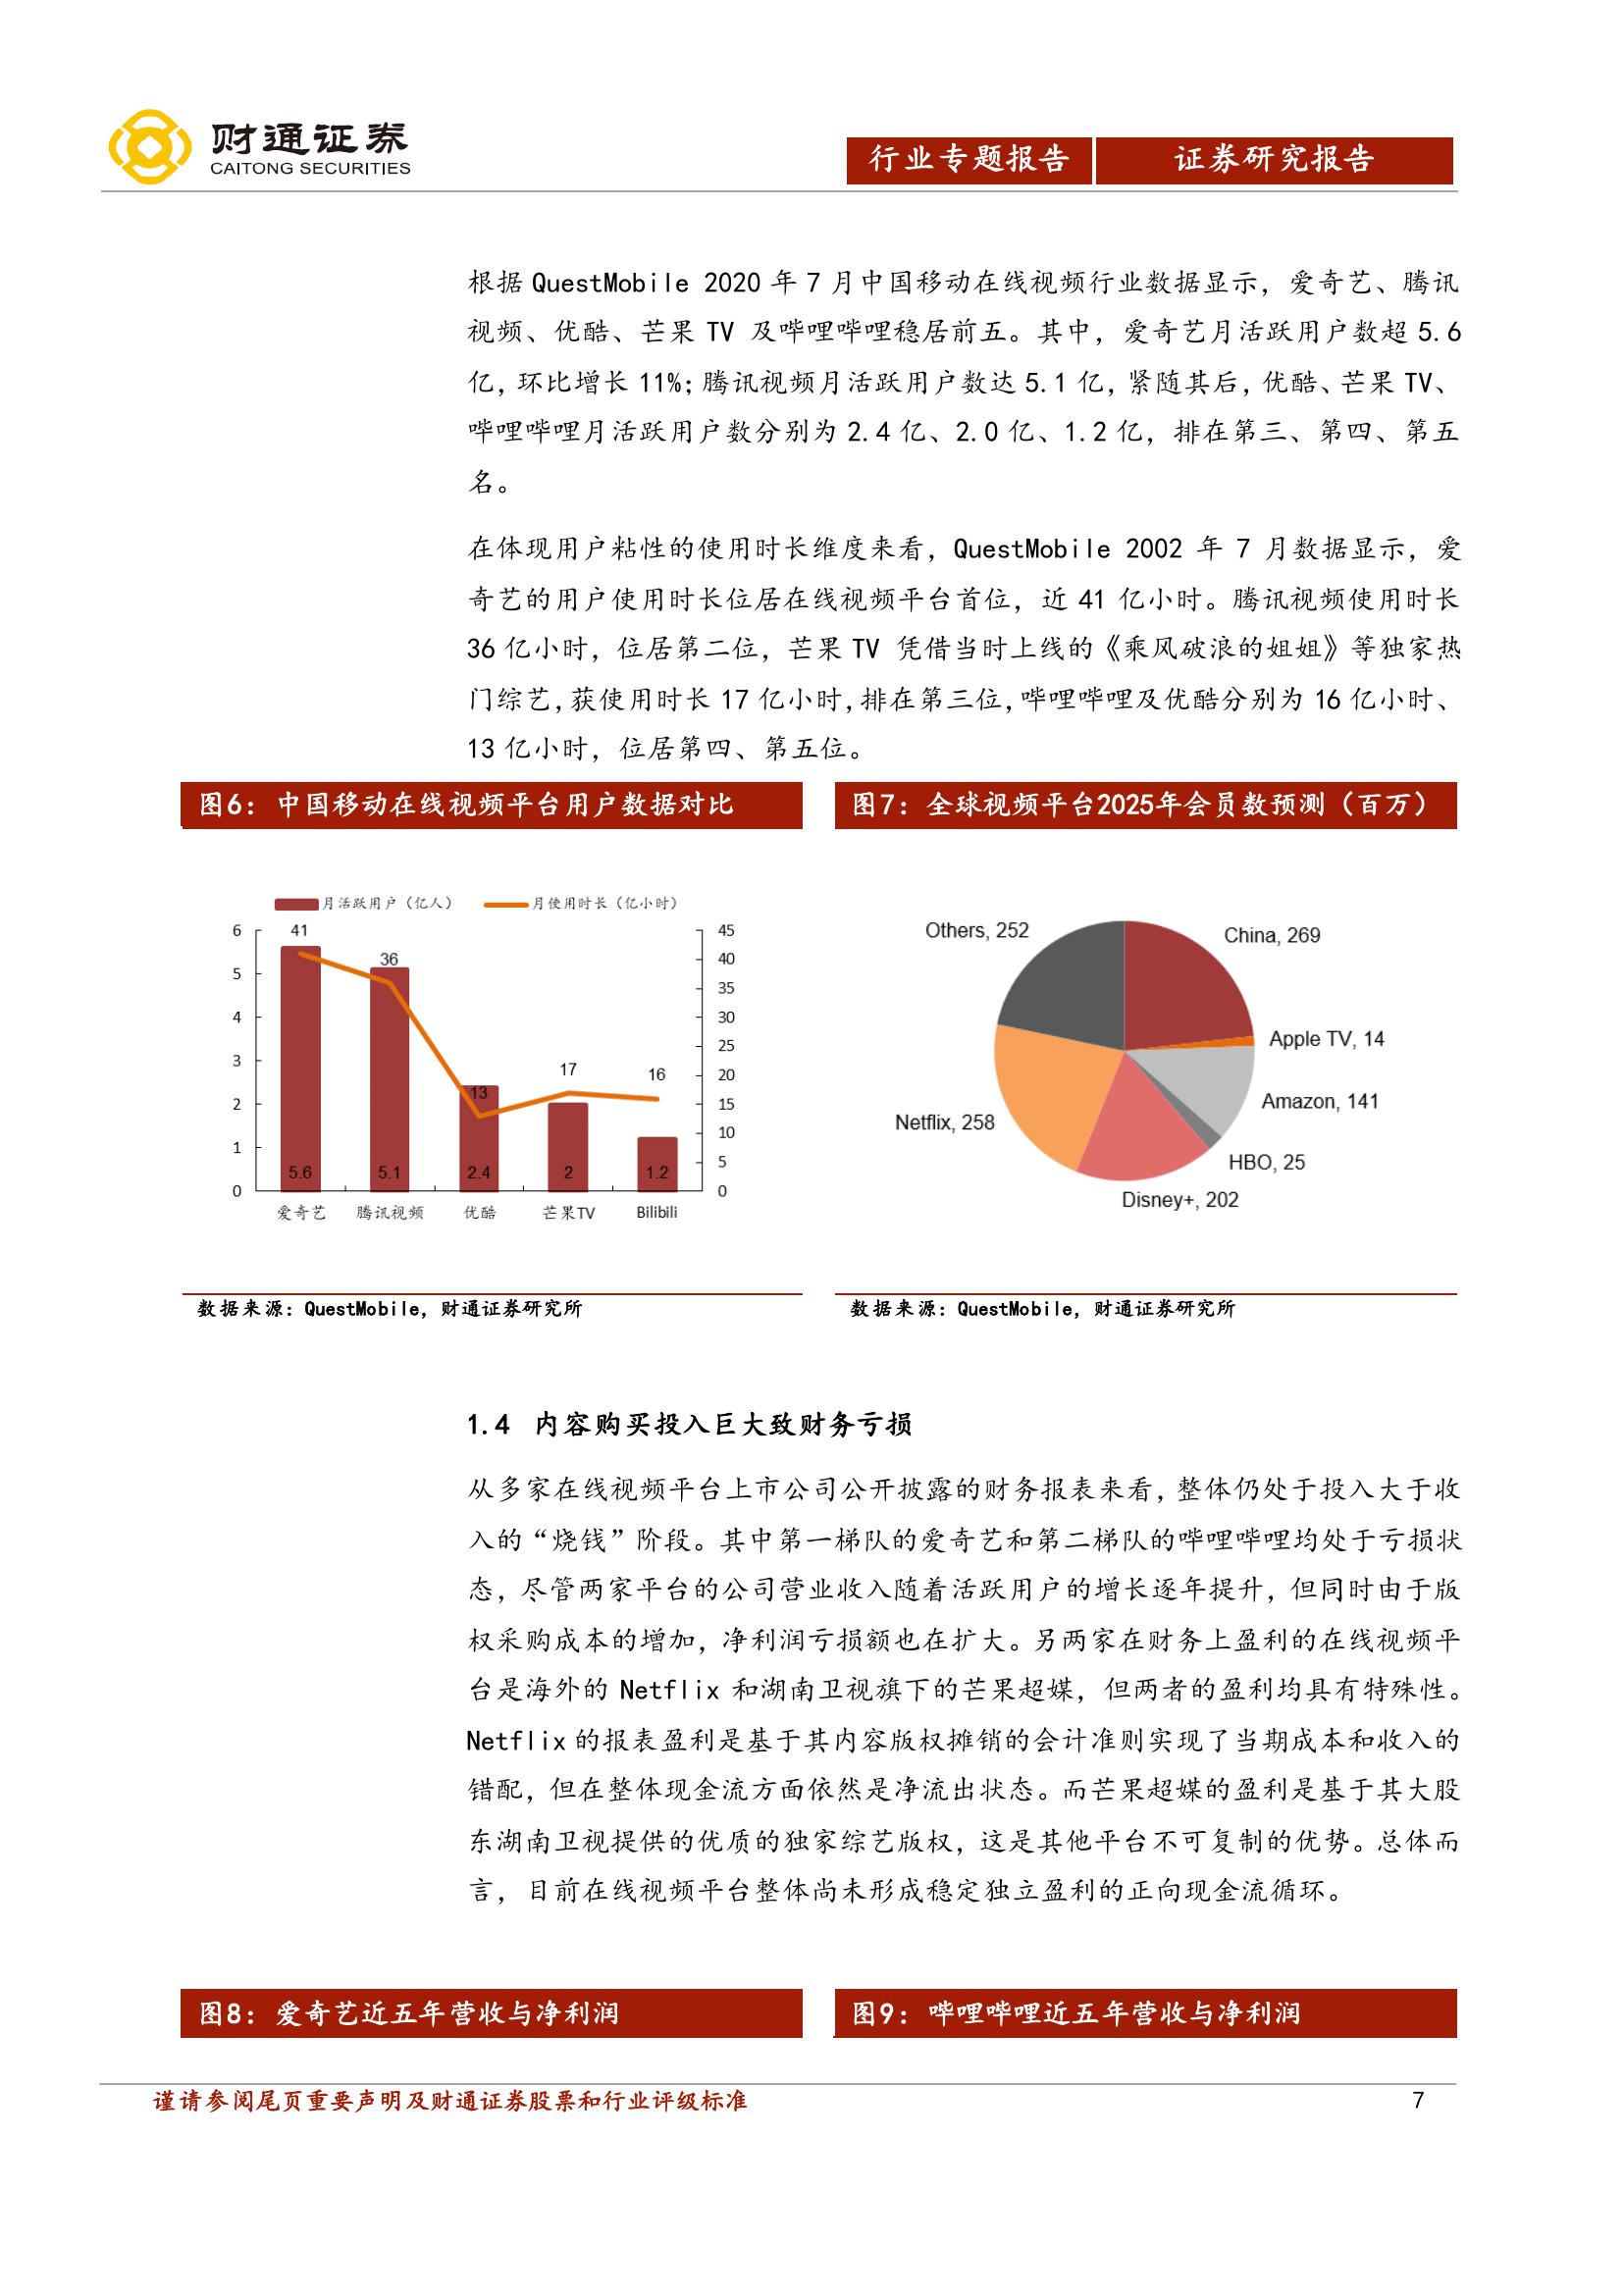 财通证券
CAITONG SECURITIES
行业专题报告
证券研究报告
根据 QuestMobile 2020 年 7 月中国移动在线视频行业数据显示，爱奇艺、腾讯
视频、优酷、芒果 TV 及哔哩哔哩稳居前五。其中，爱奇艺月活跃用户数超 5.6
亿，环比增长 11%；腾讯视频月活跃用户数达 5.1 亿，紧随其后，优酷、芒果 TV、
哔哩哔哩月活跃用户数分别为 2.4 亿、2.0 亿、1.2 亿，排在第三、第四、第五
名。
在体现用户粘性的使用时长维度来看，QuestMobile 2002 年 7 月数据显示，爱
奇艺的用户使用时长位居在线视频平台首位，近 41 亿小时。腾讯视频使用时长
36 亿小时，位居第二位，芒果 TV 凭借当时上线的《乘风破浪的姐姐》等独家热
门综艺，获使用时长 17 亿小时，排在第三位，哔哩哔哩及优酷分别为 16 亿小时、
13 亿小时，位居第四、第五位。
图6：中国移动在线视频平台用户数据对比
月活跃用户（亿人）
月使用时长（亿小时）
6
5
4
3
2
1
0
41
36
13
17
16
5.6
5.1
2.4
2
1.2
45
40
35
30
25
20
15
10
5
0
爱奇艺
腾讯视频
优酷
芒果TV
Bilibili
数据来源：QuestMobile，财通证券研究所
图7：全球视频平台2025年会员数预测（百万）
Others, 252
China, 269
Apple TV, 14
Amazon, 141
Netflix, 258
HBO, 25
Disney+, 202
数据来源：QuestMobile，财通证券研究所
1.4 内容购买投入巨大致财务亏损
从多家在线视频平台上市公司公开披露的财务报表来看，整体仍处于投入大于收
入的“烧钱”阶段。其中第一梯队的爱奇艺和第二梯队的哔哩哔哩均处于亏损状
态，尽管两家平台的公司营业收入随着活跃用户的增长逐年提升，但同时由于版
权采购成本的增加，净利润亏损额也在扩大。另两家在财务上盈利的在线视频平
台是海外的 Netflix 和湖南卫视旗下的芒果超媒，但两者的盈利均具有特殊性。
Netflix 的报表盈利是基于其内容版权摊销的会计准则实现了当期成本和收入的
错配，但在整体现金流方面依然是净流出状态。而芒果超媒的盈利是基于其大股
东湖南卫视提供的优质的独家综艺版权，这是其他平台不可复制的优势。总体而
言，目前在线视频平台整体尚未形成稳定独立盈利的正向现金流循环。
图8：爱奇艺近五年营收与净利润
图9：哔哩哔哩近五年营收与净利润
谨请参阅尾页重要声明及财通证券股票和行业评级标准
7